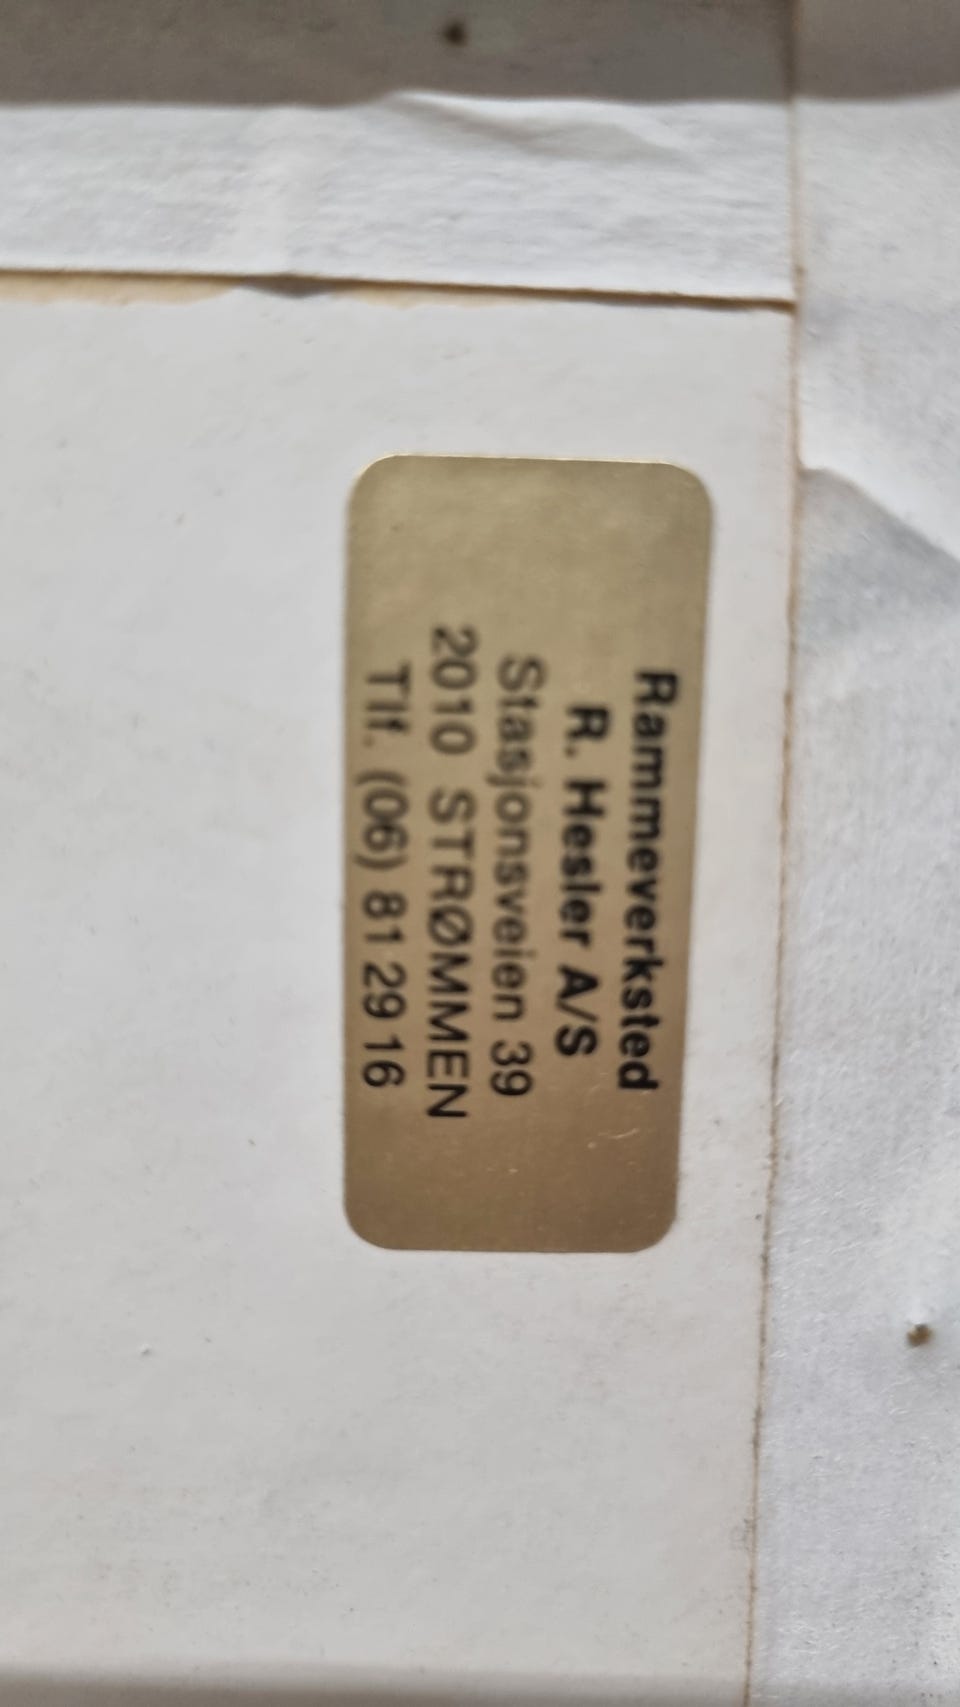 Rammeverksted
R. Hesler A/S
Stasjonsveien 39
2010 STRØMMEN
Tlf. (06) 81 29 16